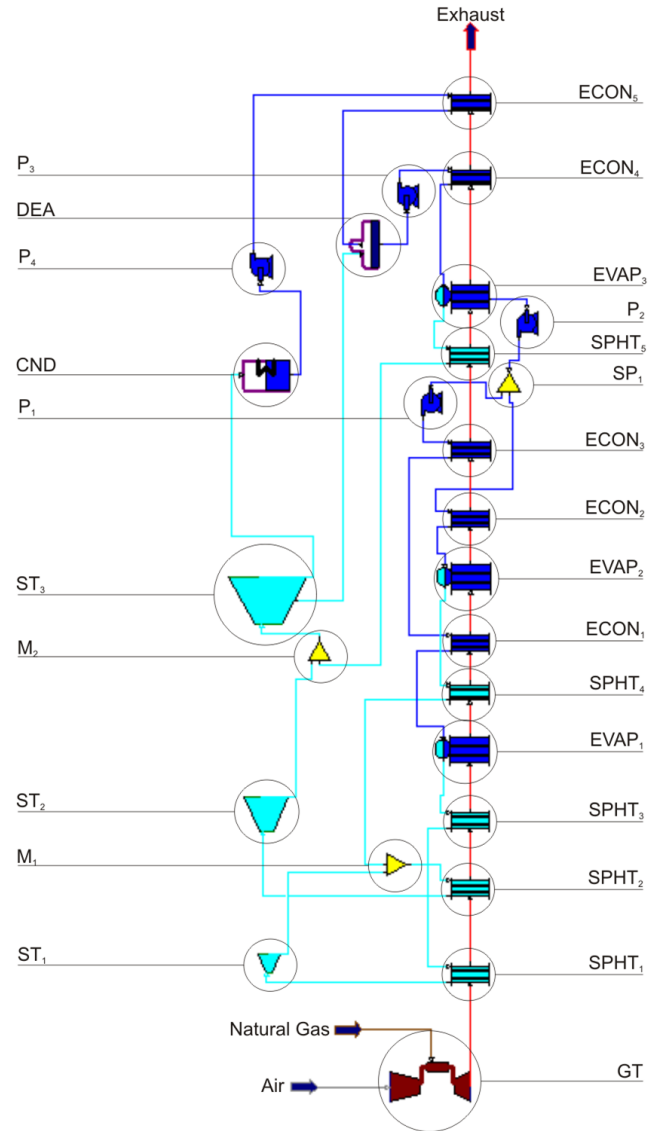 Exhaust
ECON₅
P₃
ECON₄
DEA
P₄
EVAP₃
P₂
SPHT₅
CND
SP₁
P₁
ECON₃
ECON₂
EVAP₂
ST₃
ECON₁
M₂
SPHT₄
EVAP₁
ST₂
SPHT₃
M₁
SPHT₂
ST₁
SPHT₁
Natural Gas
GT
Air